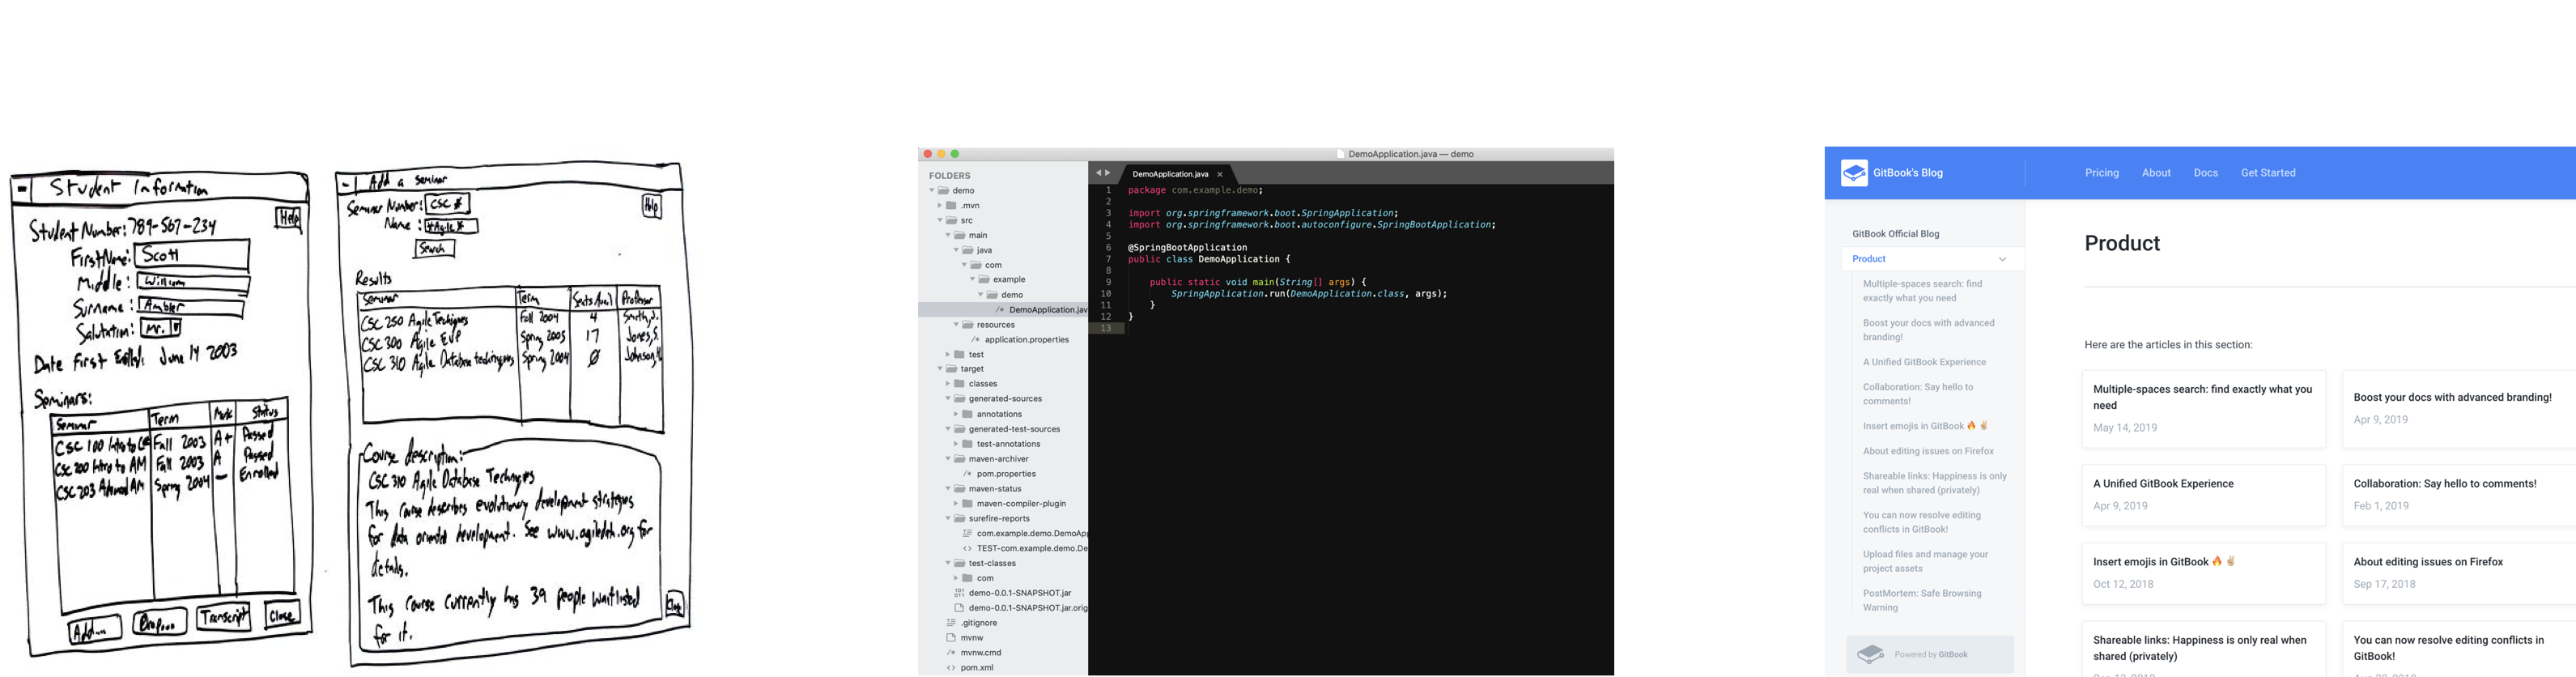 Student Information
Help
Student Number: 789-567-234
First Name: Scott
Middle: William
Surname: Ambler
Salutation: Mr.
June 14 2003
Seminars:
Seminar Term Mark Status
Fall 2003 A+ Passed
CSC 200 Intro to AM Fall 2003 A Passed
CSC 203 Spring 2004 — Enrolled
Add... Drop... Transcript Close
Add a Seminar
Seminar Number: CSC *
Help
Name: *Agile*
Search
Results
Seminar Term Seats Avail Professor
CSC 250 Agile Techniques Fall 2004 4 Smith, J.
CSC 300 Agile Spring 2005 17 Jones, S.
CSC 310 Agile Database Techniques Spring 2004 0
Course description:
CSC 310 Agile Database Techniques
This course describes evolutionary development strategies
for data oriented development. See www.agiledata.org for
details.
This course currently has 39 people waitlisted
for it.
Close
DemoApplication.java — demo
FOLDERS
demo
.mvn
src
main
java
com
example
demo
DemoApplication.jav
resources
application.properties
test
target
classes
generated-sources
annotations
generated-test-sources
test-annotations
maven-archiver
pom.properties
maven-status
maven-compiler-plugin
surefire-reports
com.example.demo.DemoAp
TEST-com.example.demo.De
test-classes
com
demo-0.0.1-SNAPSHOT.jar
demo-0.0.1-SNAPSHOT.jar.orig
.gitignore
mvnw
mvnw.cmd
pom.xml
DemoApplication.java
1 package com.example.demo;
2
3 import org.springframework.boot.SpringApplication;
4 import org.springframework.boot.autoconfigure.SpringBootApplication;
5
6 @SpringBootApplication
7 public class DemoApplication {
8
9 public static void main(String[] args) {
10 SpringApplication.run(DemoApplication.class, args);
11 }
12 }
13
GitBook's Blog
Pricing About Docs Get Started
GitBook Official Blog
Product
Multiple-spaces search: find
exactly what you need
Boost your docs with advanced
branding!
A Unified GitBook Experience
Collaboration: Say hello to
comments!
Insert emojis in GitBook 🔥 ✌🏼
About editing issues on Firefox
Shareable links: Happiness is only
real when shared (privately)
You can now resolve editing
conflicts in GitBook!
Upload files and manage your
project assets
PostMortem: Safe Browsing
Warning
Powered by GitBook
Product
Here are the articles in this section:
Multiple-spaces search: find exactly what you
need
May 14, 2019
Boost your docs with advanced branding!
Apr 9, 2019
A Unified GitBook Experience
Apr 9, 2019
Collaboration: Say hello to comments!
Feb 1, 2019
Insert emojis in GitBook 🔥 ✌🏼
Oct 12, 2018
About editing issues on Firefox
Sep 17, 2018
Shareable links: Happiness is only real when
shared (privately)
You can now resolve editing conflicts in
GitBook!